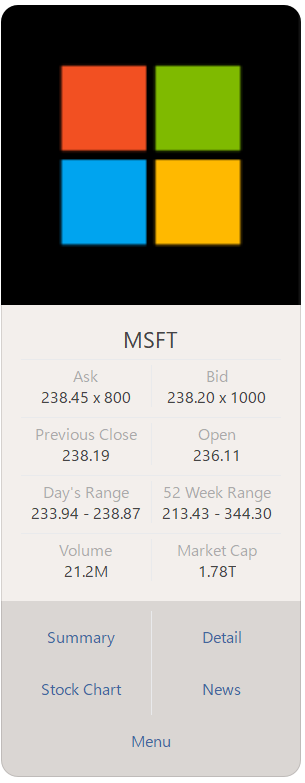 MSFT
Ask Bid
238.45 x 800 238.20 x 1000
Previous Close Open
238.19 236.11
Day's Range 52 Week Range
233.94 - 238.87 213.43 - 344.30
Volume Market Cap
21.2M 1.78T
Summary Detail
Stock Chart News
Menu